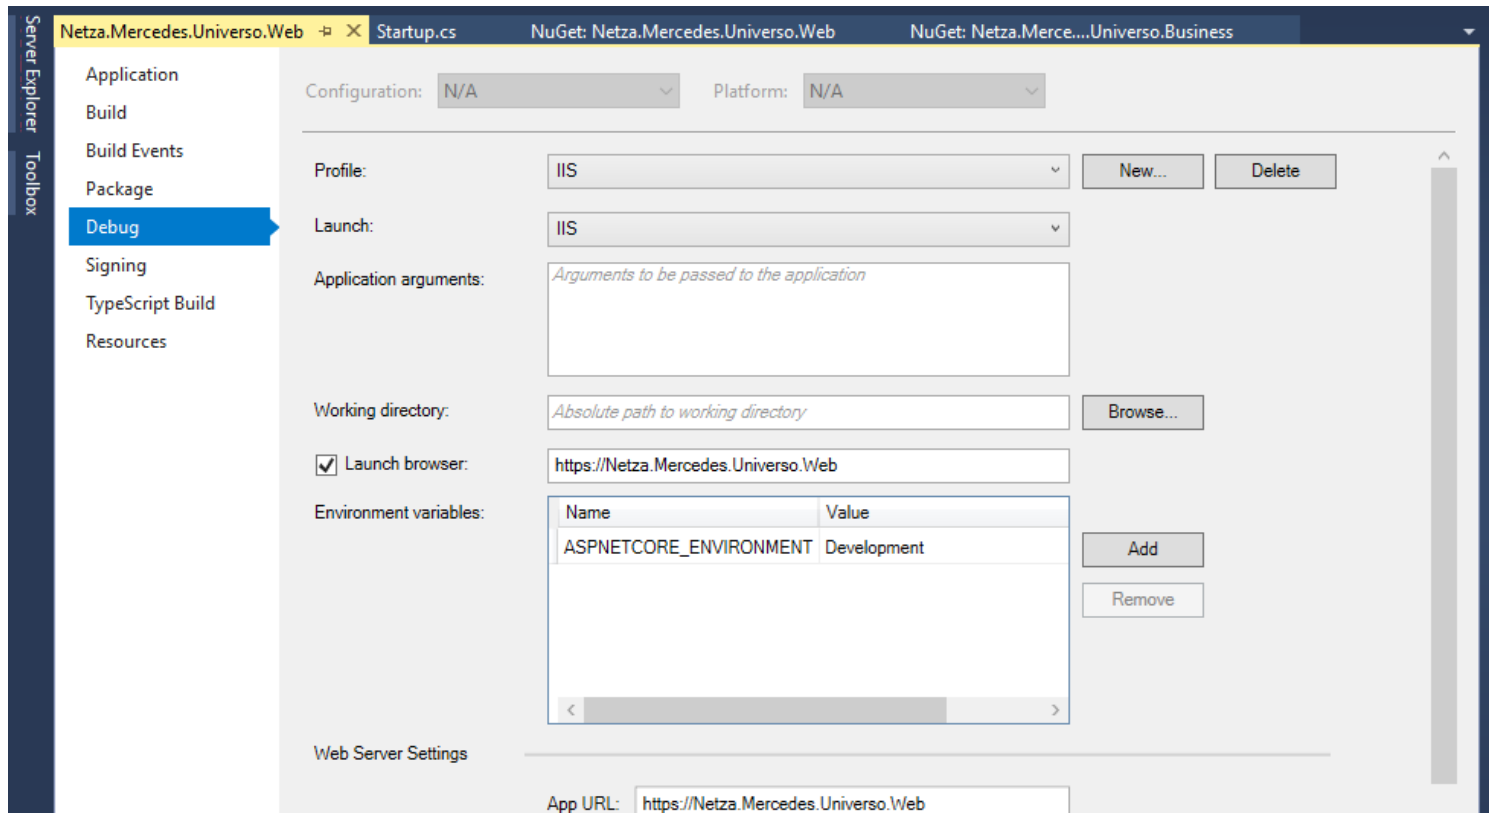 Server Explorer
Toolbox
Netza.Mercedes.Universo.Web
Startup.cs
NuGet: Netza.Mercedes.Universo.Web
NuGet: Netza.Merce....Universo.Business
Application
Build
Build Events
Package
Debug
Signing
TypeScript Build
Resources
Configuration: N/A Platform: N/A
Profile: IIS New... Delete
Launch: IIS
Application arguments: Arguments to be passed to the application
Working directory: Absolute path to working directory Browse...
Launch browser: https://Netza.Mercedes.Universo.Web
Environment variables:
Name Value
ASPNETCORE_ENVIRONMENT Development
Add
Remove
Web Server Settings
App URL: https://Netza.Mercedes.Universo.Web